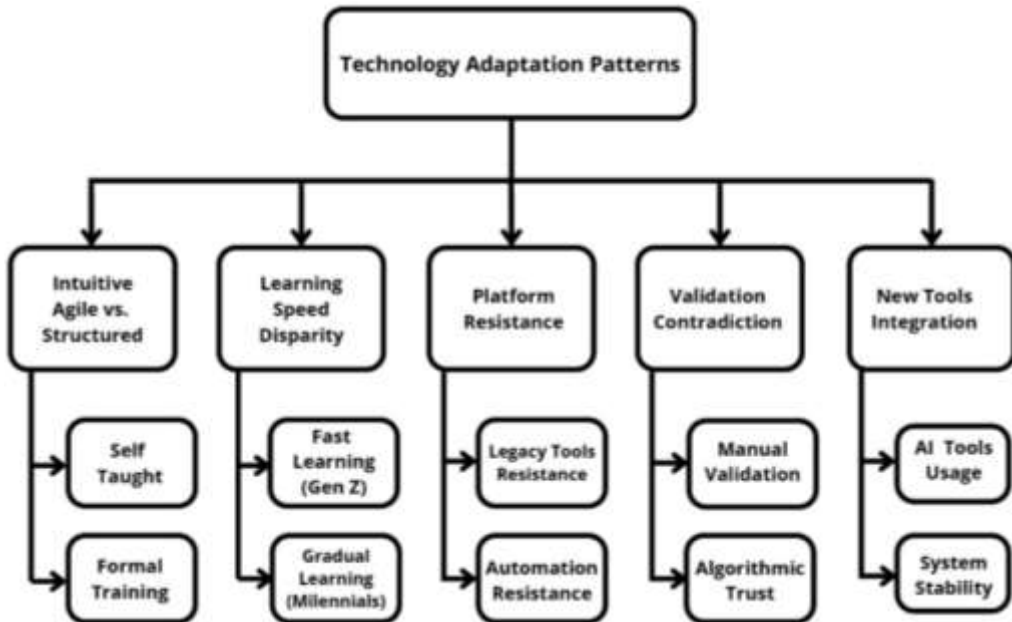 Technology Adaptation Patterns
Intuitive
Agile vs.
Structured
Learning
Speed
Disparity
Platform
Resistance
Validation
Contradiction
New Tools
Integration
Self
Taught
Fast
Learning
(Gen Z)
Legacy Tools
Resistance
Manual
Validation
AI Tools
Usage
Formal
Training
Gradual
Learning
(Milennials)
Automation
Resistance
Algorithmic
Trust
System
Stability